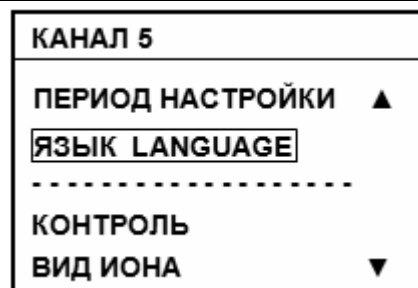 КАНАЛ 5
ПЕРИОД НАСТРОЙКИ ▲
ЯЗЫК LANGUAGE
- - - - - - - - - - - - - - - - - - -
КОНТРОЛЬ
ВИД ИОНА ▼